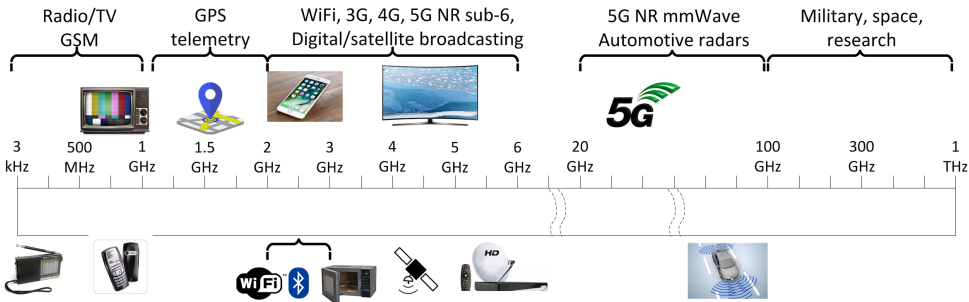 Radio/TV
GSM
GPS
telemetry
WiFi, 3G, 4G, 5G NR sub-6,
Digital/satellite broadcasting
5G NR mmWave
Automotive radars
Military, space,
research
5G
3
kHz
500
MHz
1
GHz
1.5
GHz
2
GHz
3
GHz
4
GHz
5
GHz
6
GHz
20
GHz
100
GHz
300
GHz
1
THz
Wi Fi
HD